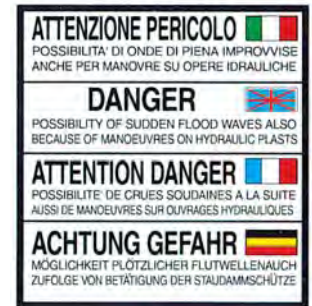 ATTENZIONE PERICOLO
POSSIBILITA' DI ONDE DI PIENA IMPROVVISE
ANCHE PER MANOVRE SU OPERE IDRAULICHE
DANGER
POSSIBILITY OF SUDDEN FLOOD WAVES ALSO
BECAUSE OF MANOEUVRES ON HYDRAULIC PLASTS
ATTENTION DANGER
POSSIBILITE' DE CRUES SOUDAINES A LA SUITE
AUSSI DE MANOEUVRES SUR OUVRAGES HYDRAULIQUES
ACHTUNG GEFAHR
MÖGLICHKEIT PLÖTZLICHER FLUTWELLENAUCH
ZUFOLGE VON BETÄTIGUNG DER STAUDAMMSCHÜTZE